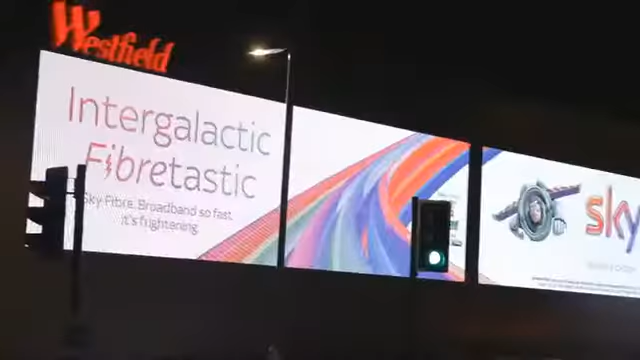 Westfield
Intergalactic
Fibretastic
Sky Fibre. Broadband so fast,
it's frightening.
sky